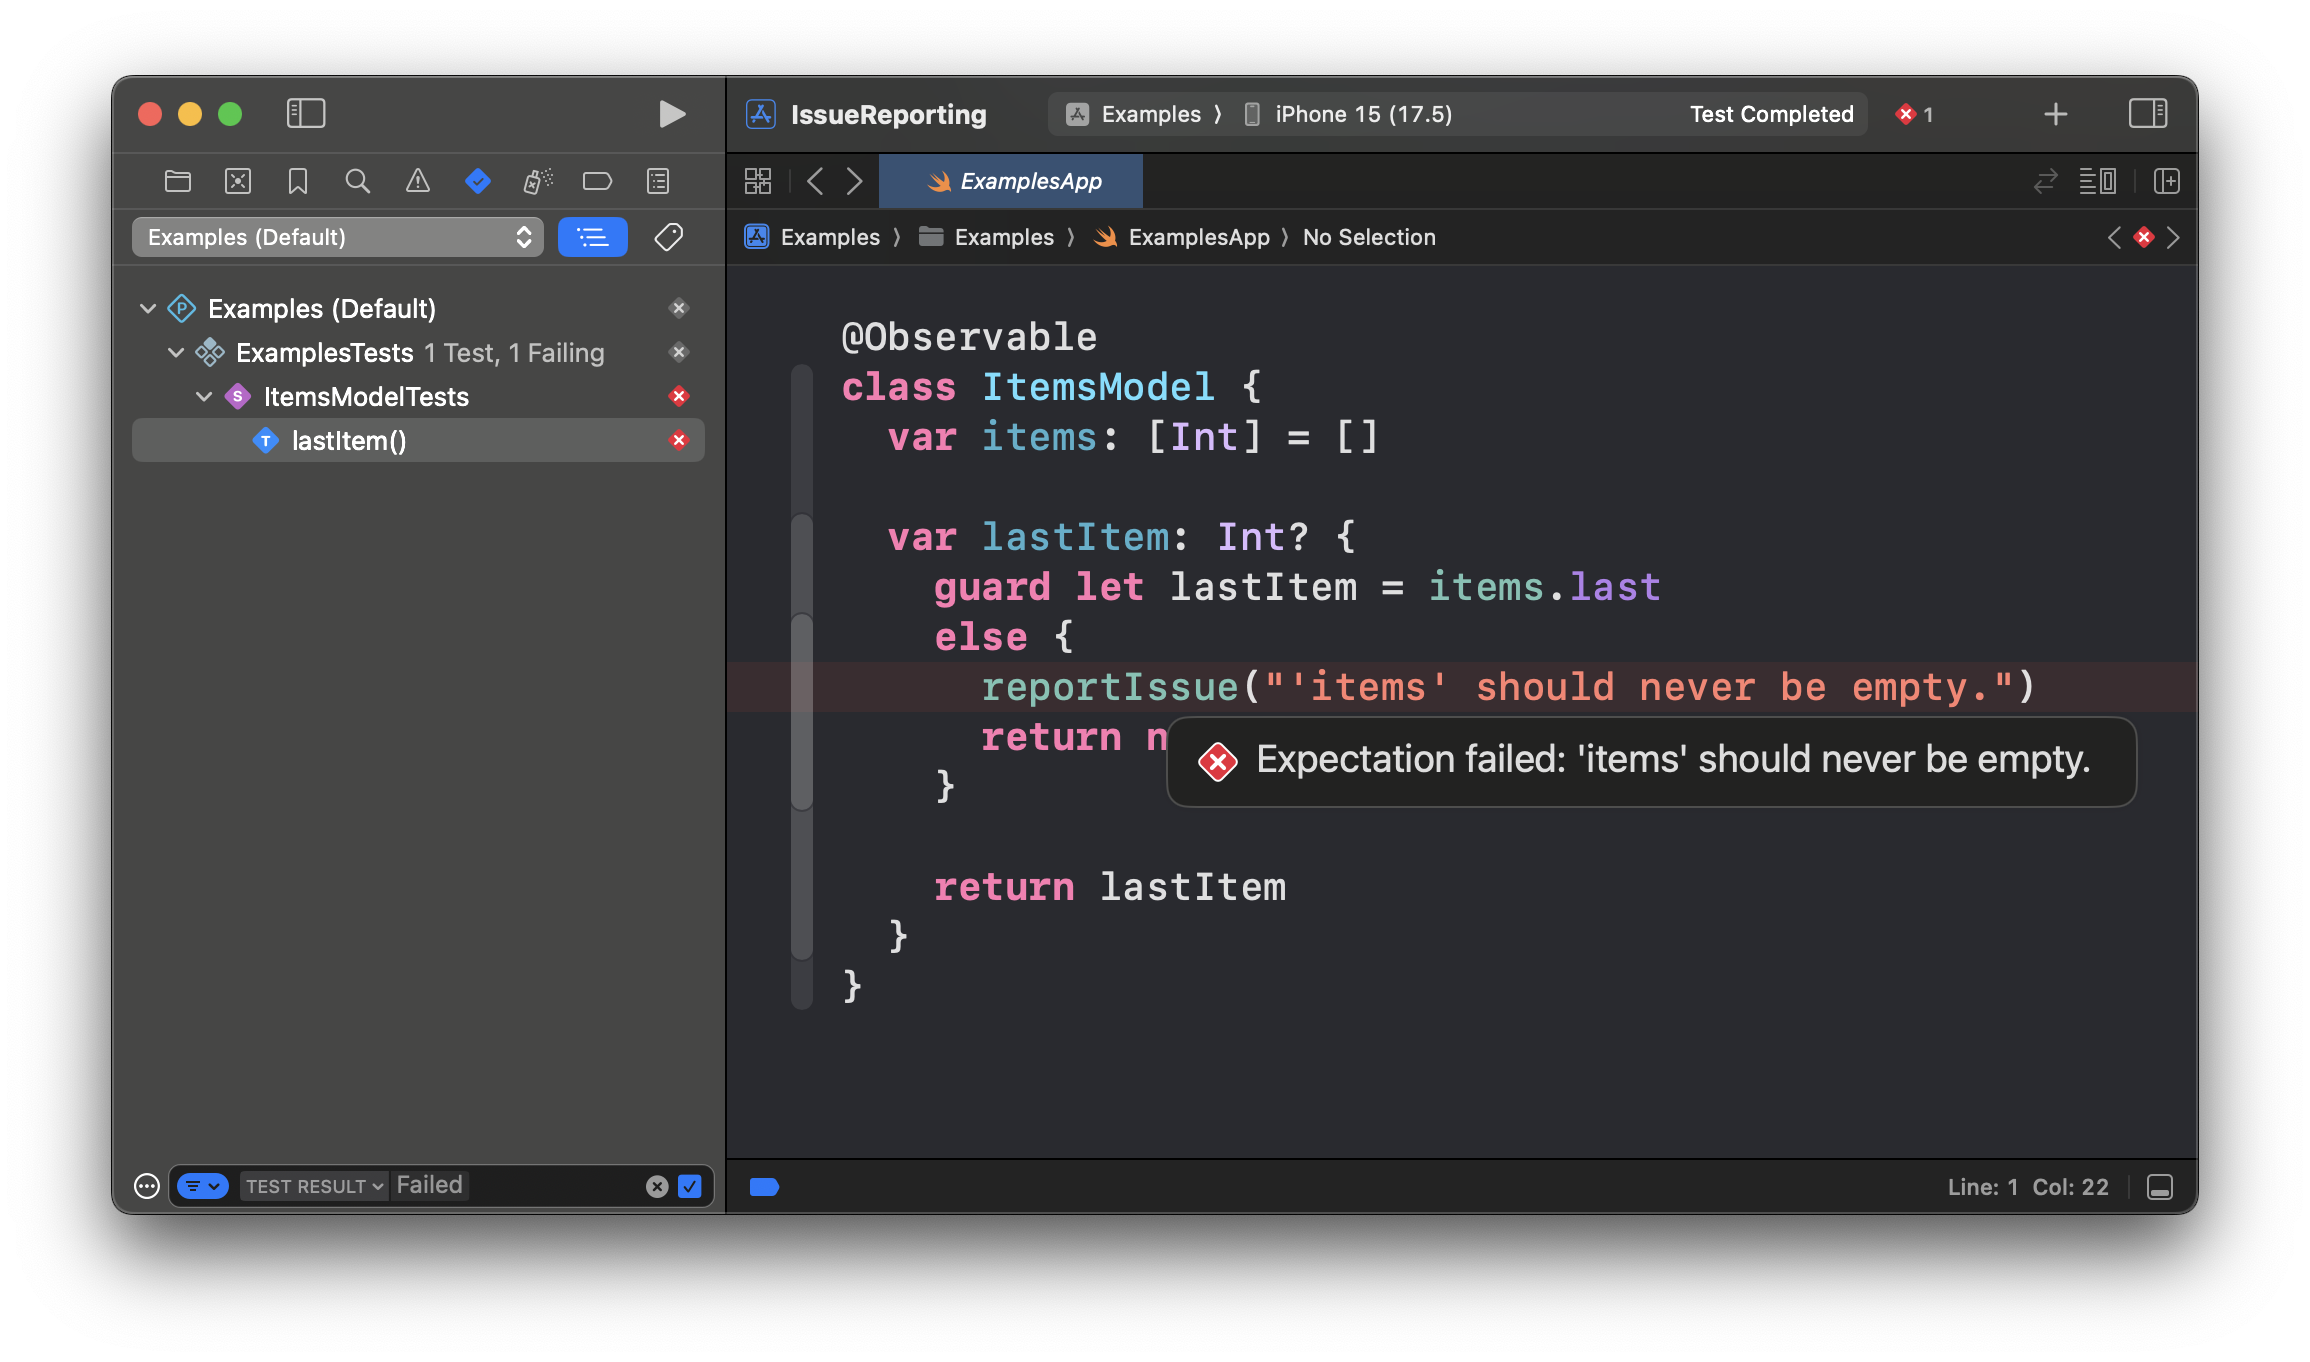 IssueReporting
Examples 〉 iPhone 15 (17.5)
Test Completed
1
ExamplesApp
Examples (Default)
Examples 〉 Examples 〉 ExamplesApp 〉 No Selection
P Examples (Default)
ExamplesTests 1 Test, 1 Failing
S ItemsModelTests
T lastItem()
@Observable
class ItemsModel {
var items: [Int] = []
var lastItem: Int? {
guard let lastItem = items.last
else {
reportIssue("'items' should never be empty.")
return n
Expectation failed: 'items' should never be empty.
}
return lastItem
}
}
TEST RESULT Failed
Line: 1 Col: 22